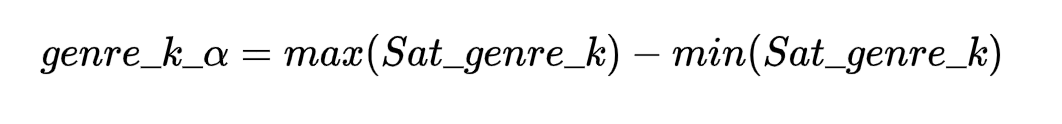 genre_k_α = max(Sat_genre_k) − min(Sat_genre_k)